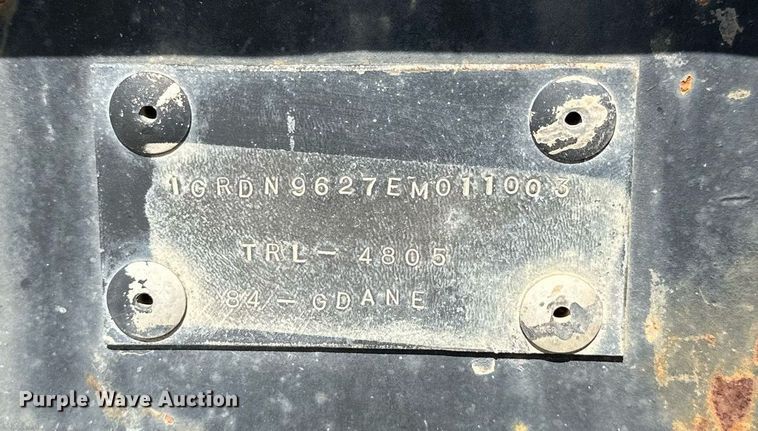 1GRDN9627EM011003
TRL-4805
84-GDANE
Purple Wave Auction